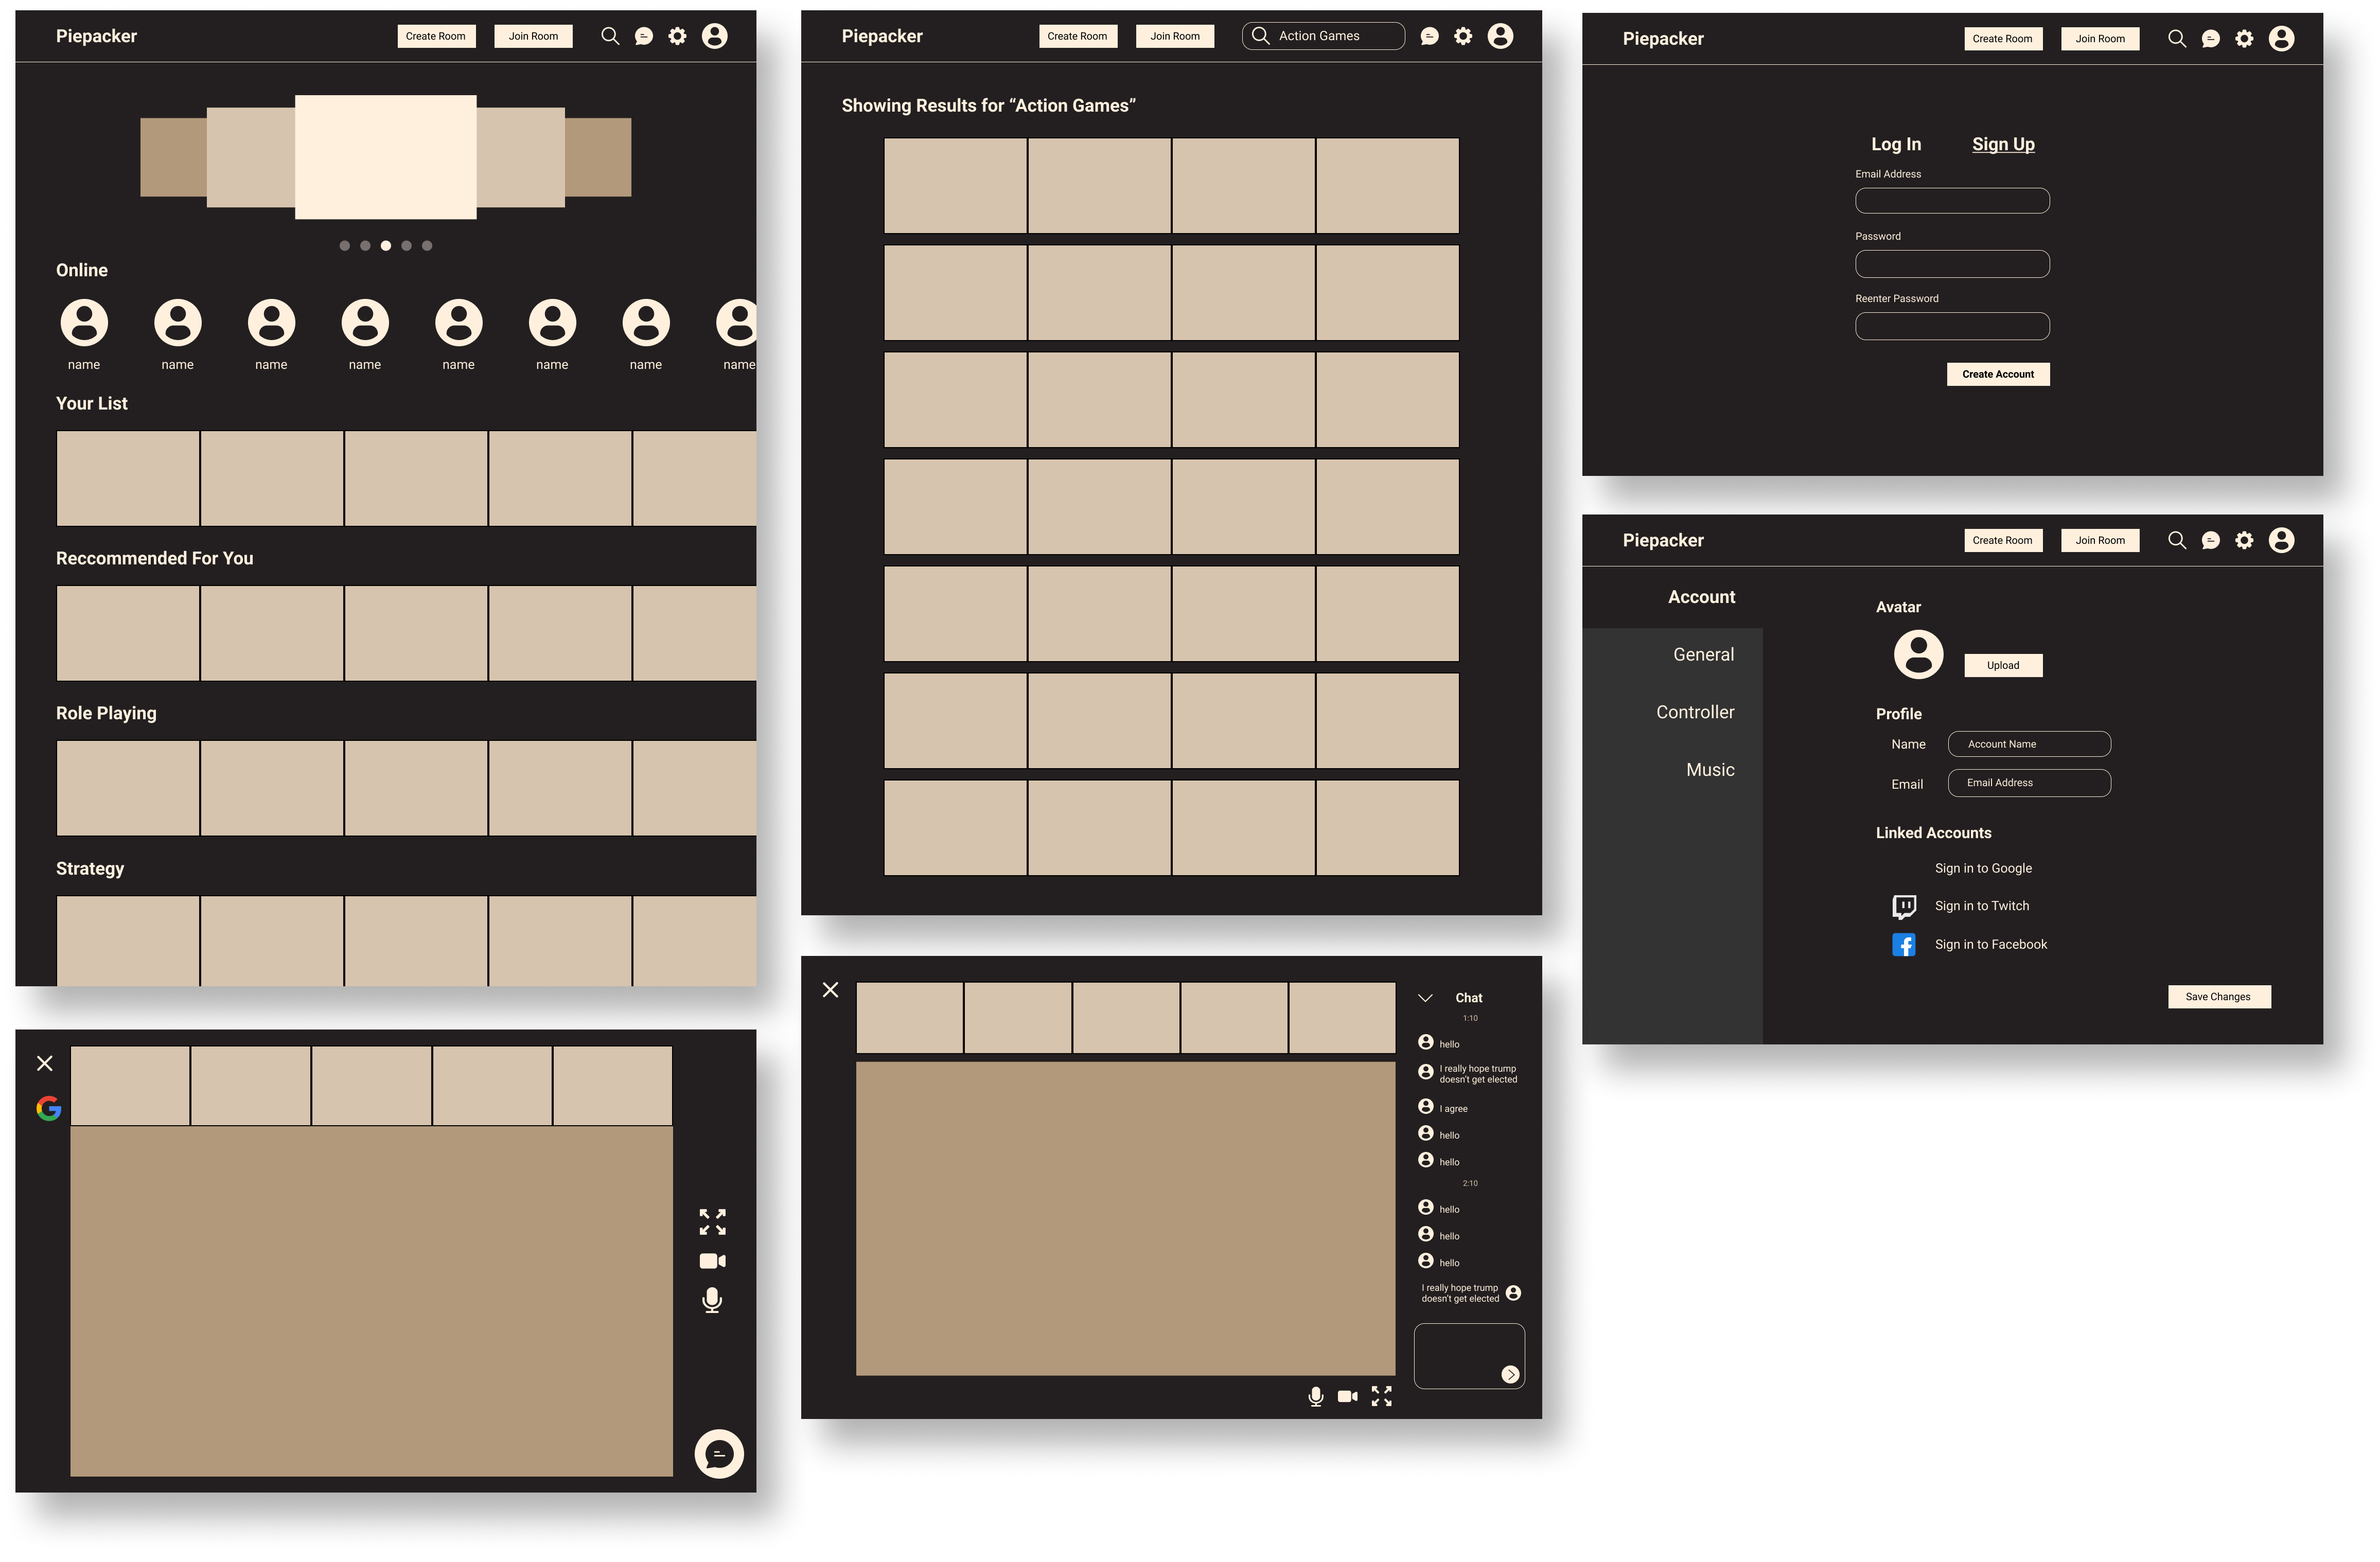 Piepacker
Create Room
Join Room
Online
name
name
name
name
name
name
name
name
Your List
Reccommended For You
Role Playing
Strategy
Piepacker
Create Room
Join Room
Action Games
Showing Results for “Action Games”
Piepacker
Create Room
Join Room
Log In
Sign Up
Email Address
Password
Reenter Password
Create Account
Piepacker
Create Room
Join Room
Account
General
Controller
Music
Avatar
Upload
Profile
Name
Account Name
Email
Email Address
Linked Accounts
Sign in to Google
Sign in to Twitch
Sign in to Facebook
Save Changes
Chat
1:10
hello
I really hope trump
doesn’t get elected
I agree
hello
hello
2:10
hello
hello
hello
I really hope trump
doesn’t get elected